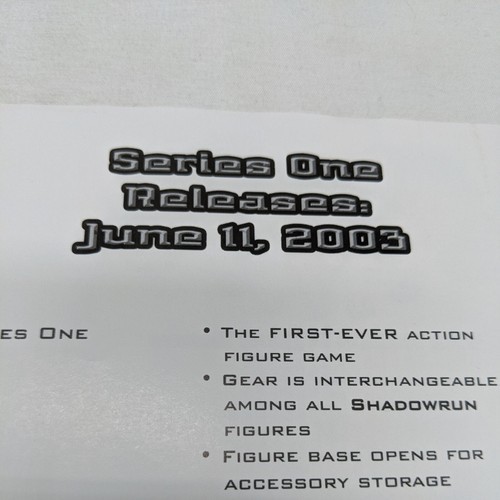 Series One
Releases:
June 11, 2003
ES ONE
• THE FIRST-EVER ACTION
FIGURE GAME
• GEAR IS INTERCHANGEABLE
AMONG ALL SHADOWRUN
FIGURES
• FIGURE BASE OPENS FOR
ACCESSORY STORAGE